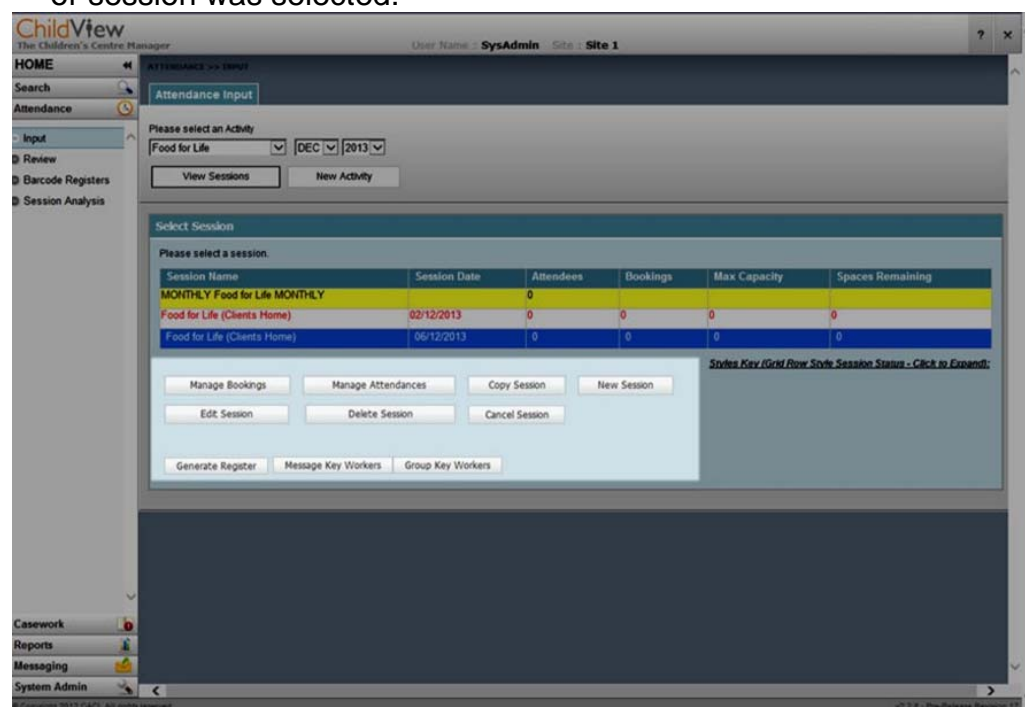 or session was selected.
ChildView
The Children's Centre Manager
User Name : SysAdmin Site : Site 1
? ×
HOME
ATTENDANCE >> INPUT
Search
Attendance Input
Attendance
Input
Please select an Activity
Food for Life DEC 2013
Review
View Sessions New Activity
Barcode Registers
Session Analysis
Select Session
Please select a session.
Session Name Session Date Attendees Bookings Max Capacity Spaces Remaining
MONTHLY Food for Life MONTHLY 0
Food for Life (Clients Home) 02/12/2013 0 0 0 0
Food for Life (Clients Home) 06/12/2013 0 0 0 0
Styles Key (Grid Row Style Session Status - Click to Expand):
Manage Bookings Manage Attendances Copy Session New Session
Edit Session Delete Session Cancel Session
Generate Register Message Key Workers Group Key Workers
Casework
Reports
Messaging
System Admin